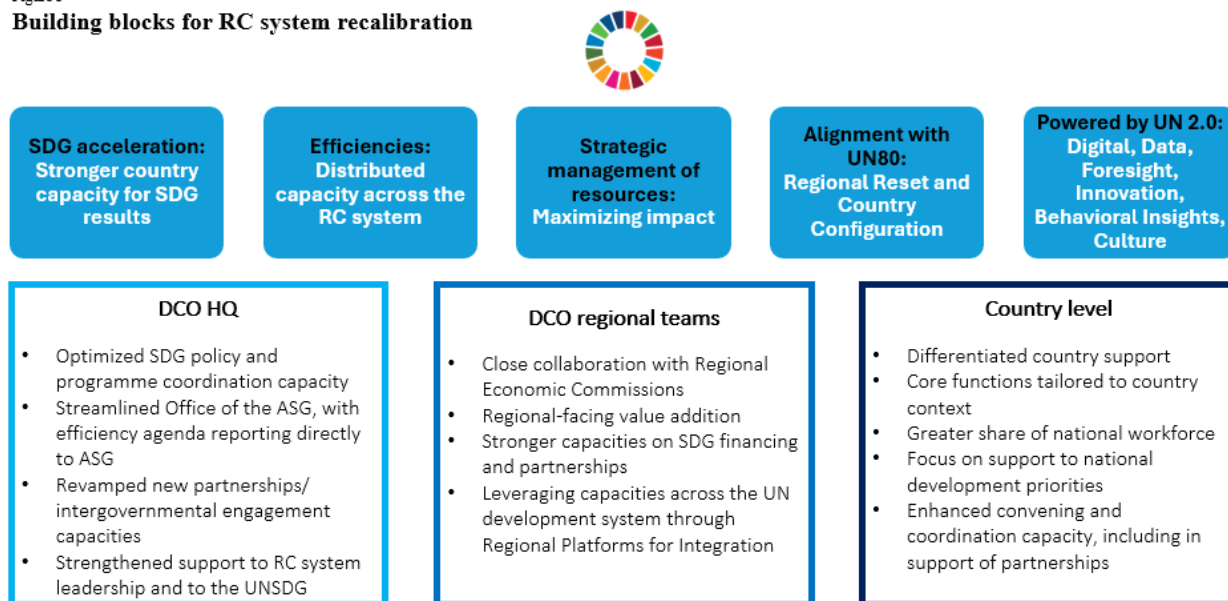 Building blocks for RC system recalibration
SDG acceleration:
Stronger country
capacity for SDG
results
Efficiencies:
Distributed
capacity across the
RC system
Strategic
management of
resources:
Maximizing impact
Alignment with
UN80:
Regional Reset and
Country
Configuration
Powered by UN 2.0:
Digital, Data,
Foresight,
Innovation,
Behavioral Insights,
Culture
DCO HQ
• Optimized SDG policy and
programme coordination capacity
• Streamlined Office of the ASG, with
efficiency agenda reporting directly
to ASG
• Revamped new partnerships/
intergovernmental engagement
capacities
• Strengthened support to RC system
leadership and to the UNSDG
DCO regional teams
• Close collaboration with Regional
Economic Commissions
• Regional-facing value addition
• Stronger capacities on SDG financing
and partnerships
• Leveraging capacities across the UN
development system through
Regional Platforms for Integration
Country level
• Differentiated country support
• Core functions tailored to country
context
• Greater share of national workforce
• Focus on support to national
development priorities
• Enhanced convening and
coordination capacity, including in
support of partnerships